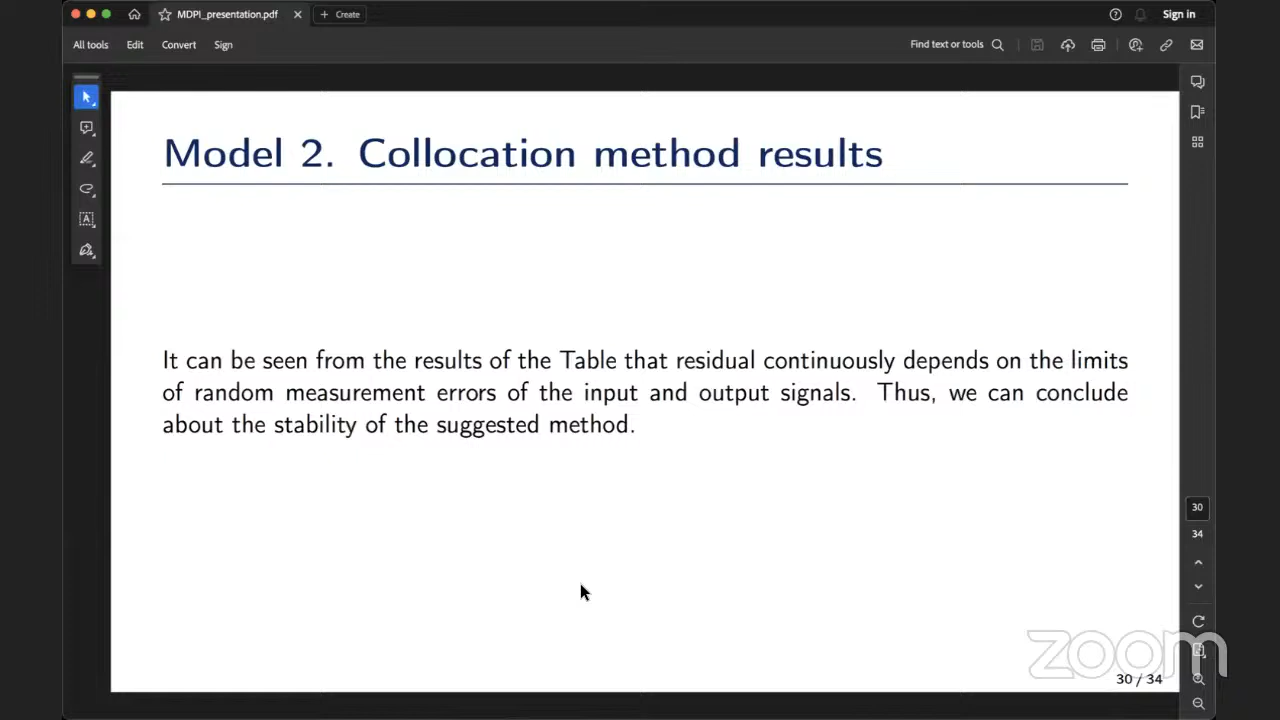 MDPI_presentation.pdf
Create
Sign in
All tools
Edit
Convert
Sign
Find text or tools
Model 2. Collocation method results
It can be seen from the results of the Table that residual continuously depends on the limits
of random measurement errors of the input and output signals. Thus, we can conclude
about the stability of the suggested method.
30
34
zoom
30 / 34